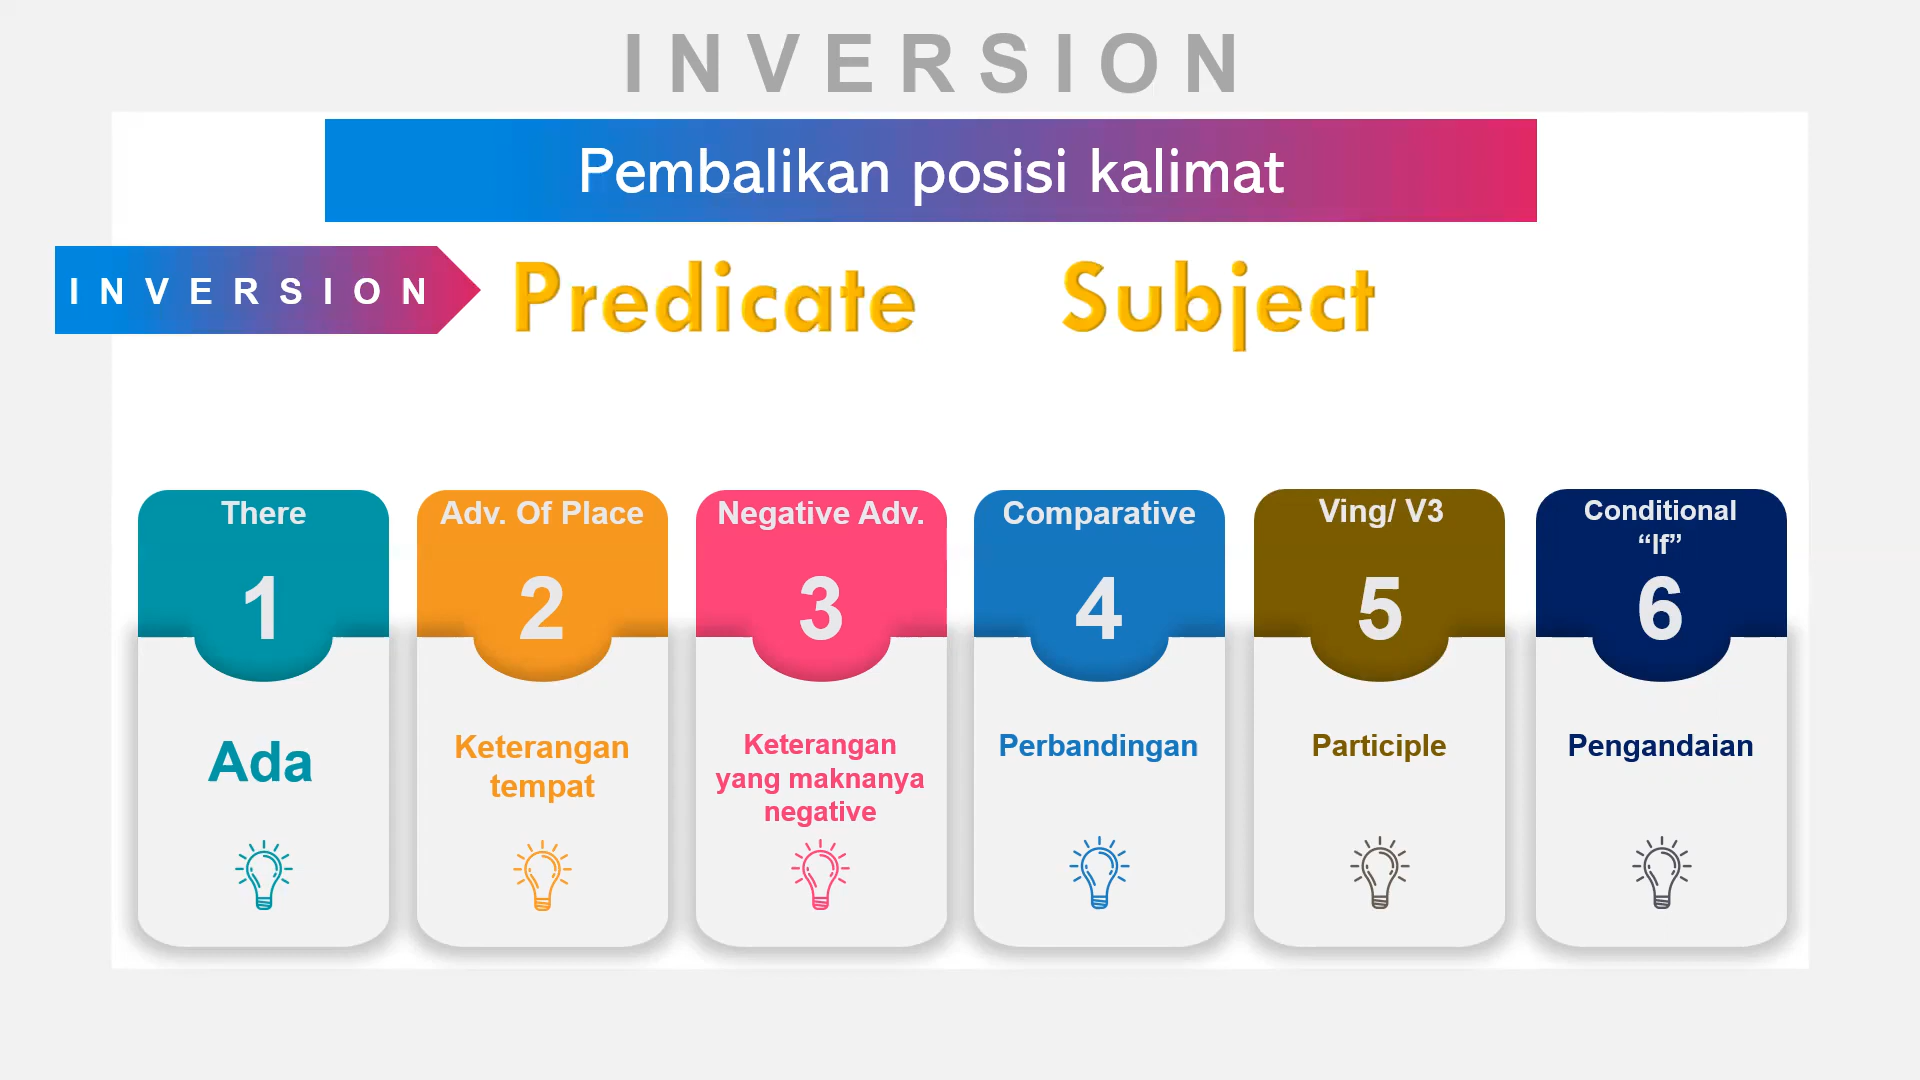 INVERSION
Pembalikan posisi kalimat
INVERSION
Predicate Subject
There
1
Ada
Adv. Of Place
2
Keterangan
tempat
Negative Adv.
3
Keterangan
yang maknanya
negative
Comparative
4
Perbandingan
Ving/ V3
5
Participle
Conditional
“If”
6
Pengandaian